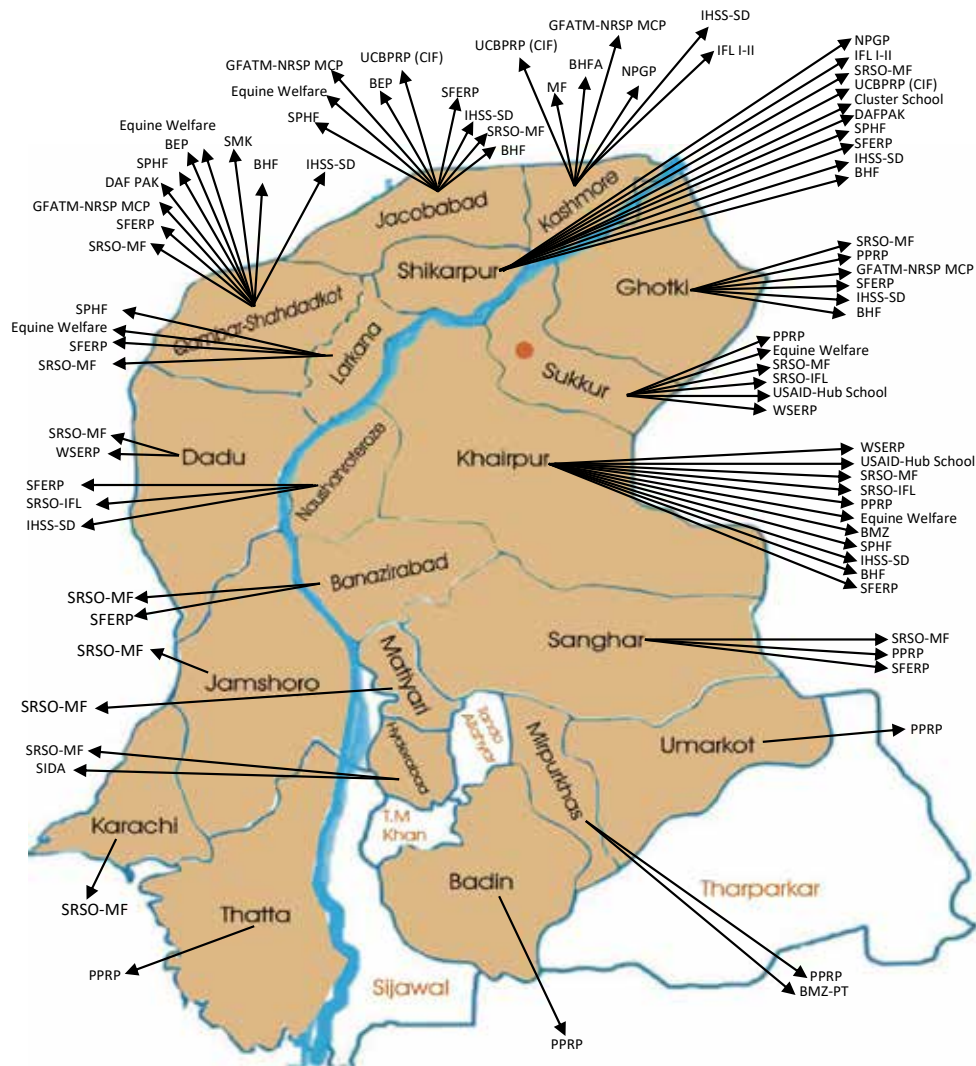 IHSS-SD
GFATM-NRSP MCP
UCBPRP (CIF)
IFL I-II
BHFA
MF
NPGP
GFATM-NRSP MCP
UCBPRP (CIF)
BEP
Equine Welfare
SFERP
SPHF
IHSS-SD
SRSO-MF
BHF
NPGP
IFL I-II
SRSO-MF
UCBPRP (CIF)
Cluster School
DAFPAK
SPHF
SFERP
IHSS-SD
BHF
Equine Welfare
BEP
SMK
SPHF
BHF
IHSS-SD
DAF PAK
GFATM-NRSP MCP
SFERP
SRSO-MF
Jacobabad
Kashmore
Shikarpur
Ghotki
SRSO-MF
PPRP
GFATM-NRSP MCP
SFERP
IHSS-SD
BHF
Qambar-Shahdadkot
SPHF
Equine Welfare
SFERP
SRSO-MF
Larkana
Sukkur
PPRP
Equine Welfare
SRSO-MF
SRSO-IFL
USAID-Hub School
WSERP
SRSO-MF
WSERP
Dadu
SFERP
SRSO-IFL
IHSS-SD
Naushahroferoze
Khairpur
WSERP
USAID-Hub School
SRSO-MF
SRSO-IFL
PPRP
Equine Welfare
BMZ
SPHF
IHSS-SD
BHF
SFERP
Banazirabad
SRSO-MF
SFERP
Sanghar
SRSO-MF
PPRP
SFERP
SRSO-MF
Jamshoro
Matiyari
SRSO-MF
SRSO-MF
SIDA
Hyderabad
Tando
Allahyar
Mirpurkhas
Umarkot
PPRP
Karachi
SRSO-MF
T.M
Khan
Badin
Tharparkar
Thatta
PPRP
Sijawal
PPRP
BMZ-PT
PPRP